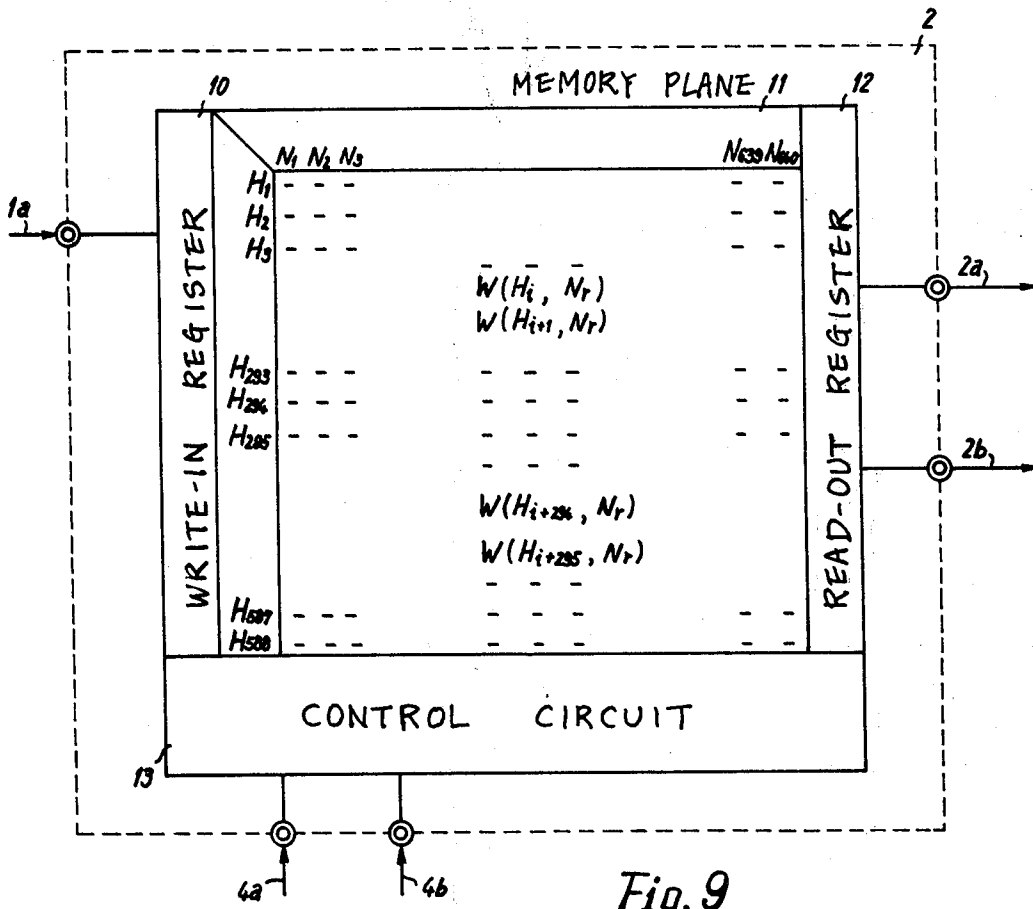 2
10 MEMORY PLANE 11 12
N1 N2 N3 N639 N640
H1 - - - - -
1a H2 - - - - -
H3 - - - - -
- - -
W(Hi, Nr) 2a
W(Hi+1, Nr)
WRITE-IN REGISTER
READ-OUT REGISTER
H293 - - - - - - - -
H294 - - - - - - - -
H295 - - - - - - - -
- - - 2b
W(Hi+294, Nr)
W(Hi+295, Nr)
- - -
H587 - - - - - - - -
H588 - - - - - - - -
CONTROL CIRCUIT
13
4a 4b
Fig. 9